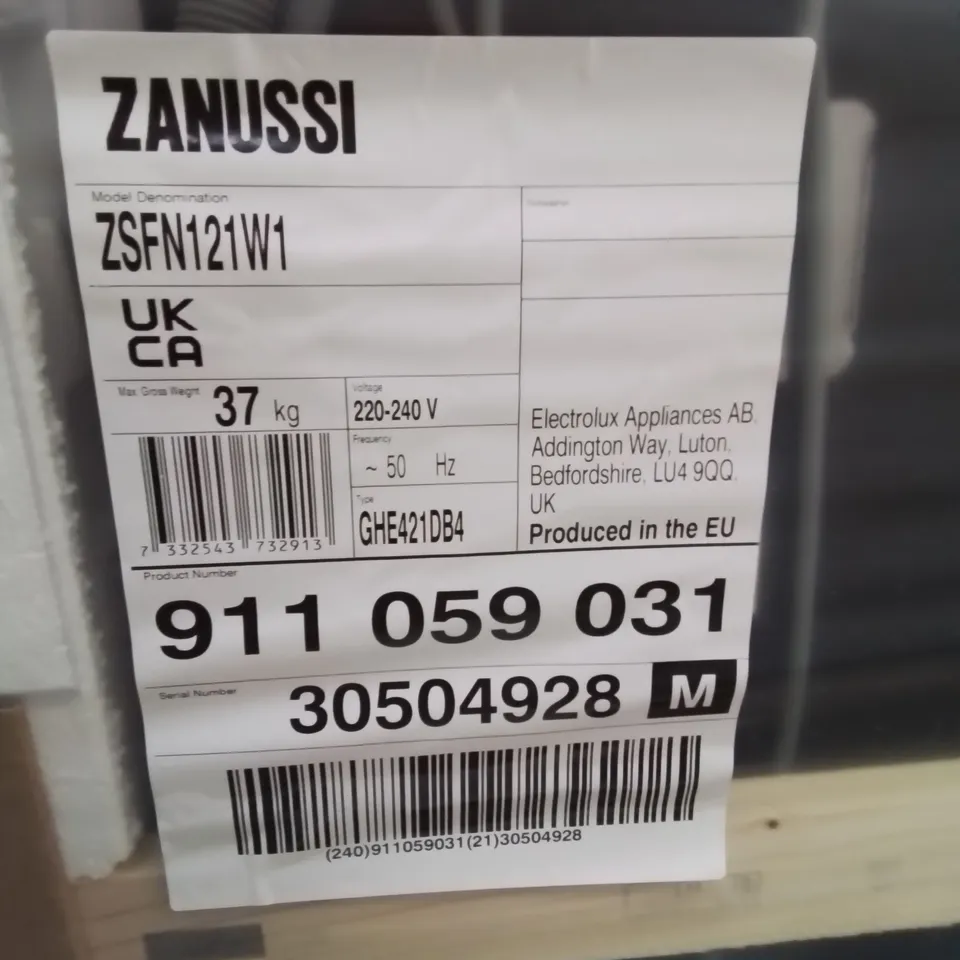 ZANUSSI
Model Denomination
ZSFN121W1
UK
CA
Max. Gross Weight
37 kg
Voltage
220-240 V
Frequency
~ 50 Hz
Type
GHE421DB4
7 332543 732913
Electrolux Appliances AB,
Addington Way, Luton,
Bedfordshire, LU4 9QQ,
UK
Produced in the EU
Product Number
911 059 031
Serial Number
30504928 M
(240)911059031(21)30504928